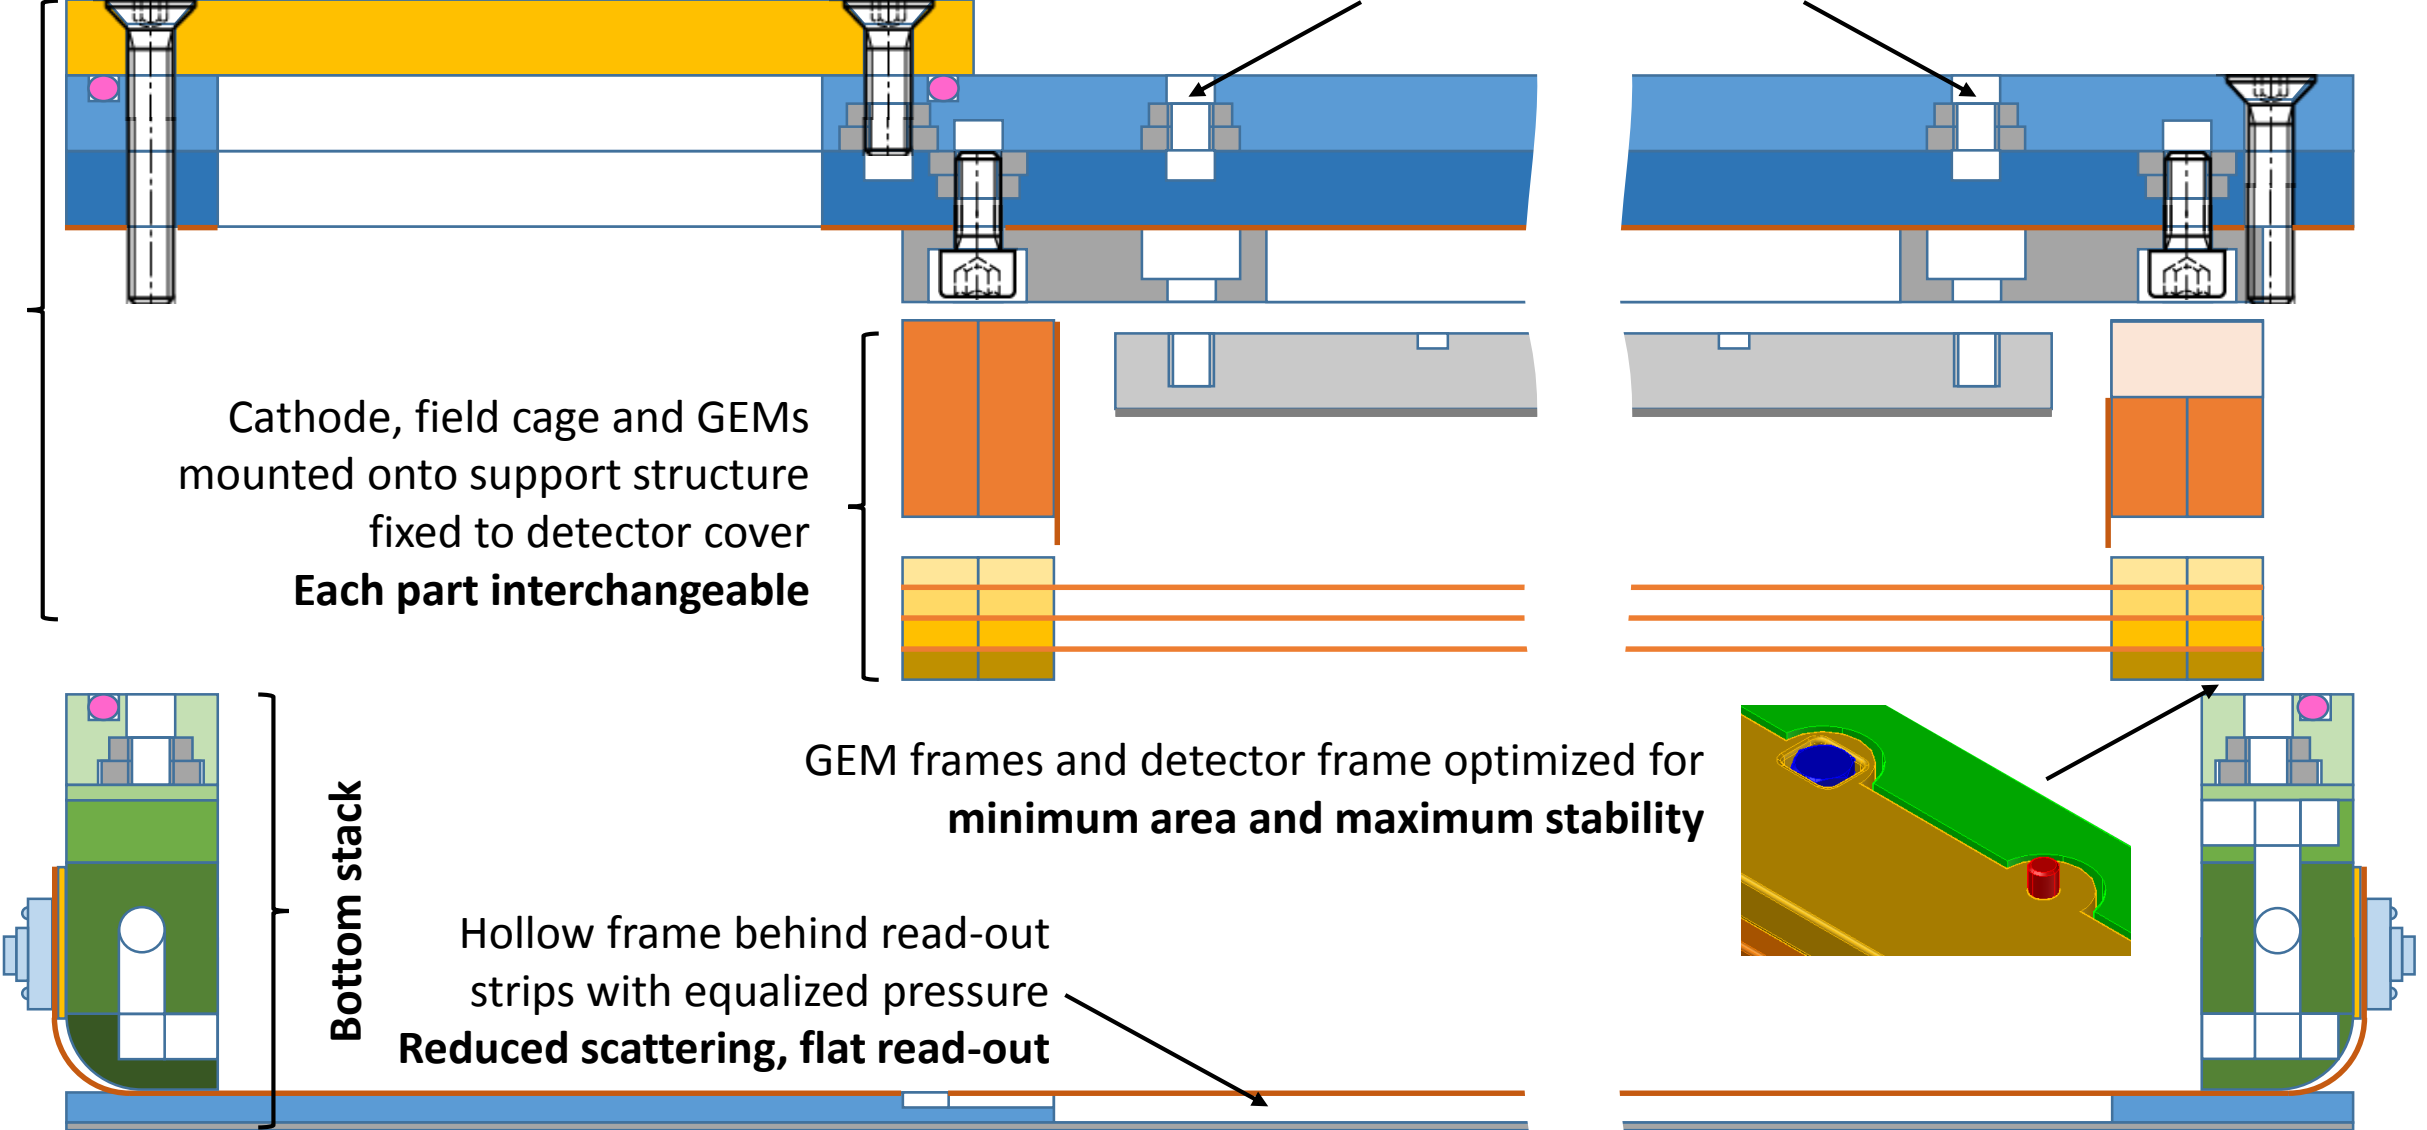 Cathode, field cage and GEMs
mounted onto support structure
fixed to detector cover
Each part interchangeable
GEM frames and detector frame optimized for
minimum area and maximum stability
Bottom stack
Hollow frame behind read-out
strips with equalized pressure
Reduced scattering, flat read-out